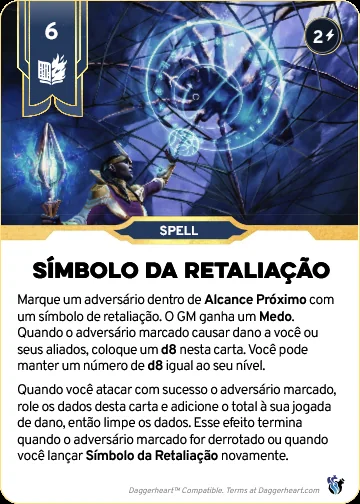 6
2
SPELL
SÍMBOLO DA RETALIAÇÃO
Marque um adversário dentro de Alcance Próximo com
um símbolo de retaliação. O GM ganha um Medo.
Quando o adversário marcado causar dano a você ou
seus aliados, coloque um d8 nesta carta. Você pode
manter um número de d8 igual ao seu nível.
Quando você atacar com sucesso o adversário marcado,
role os dados desta carta e adicione o total à sua jogada
de dano, então limpe os dados. Esse efeito termina
quando o adversário marcado for derrotado ou quando
você lançar Símbolo da Retaliação novamente.
Daggerheart™ Compatible. Terms at Daggerheart.com